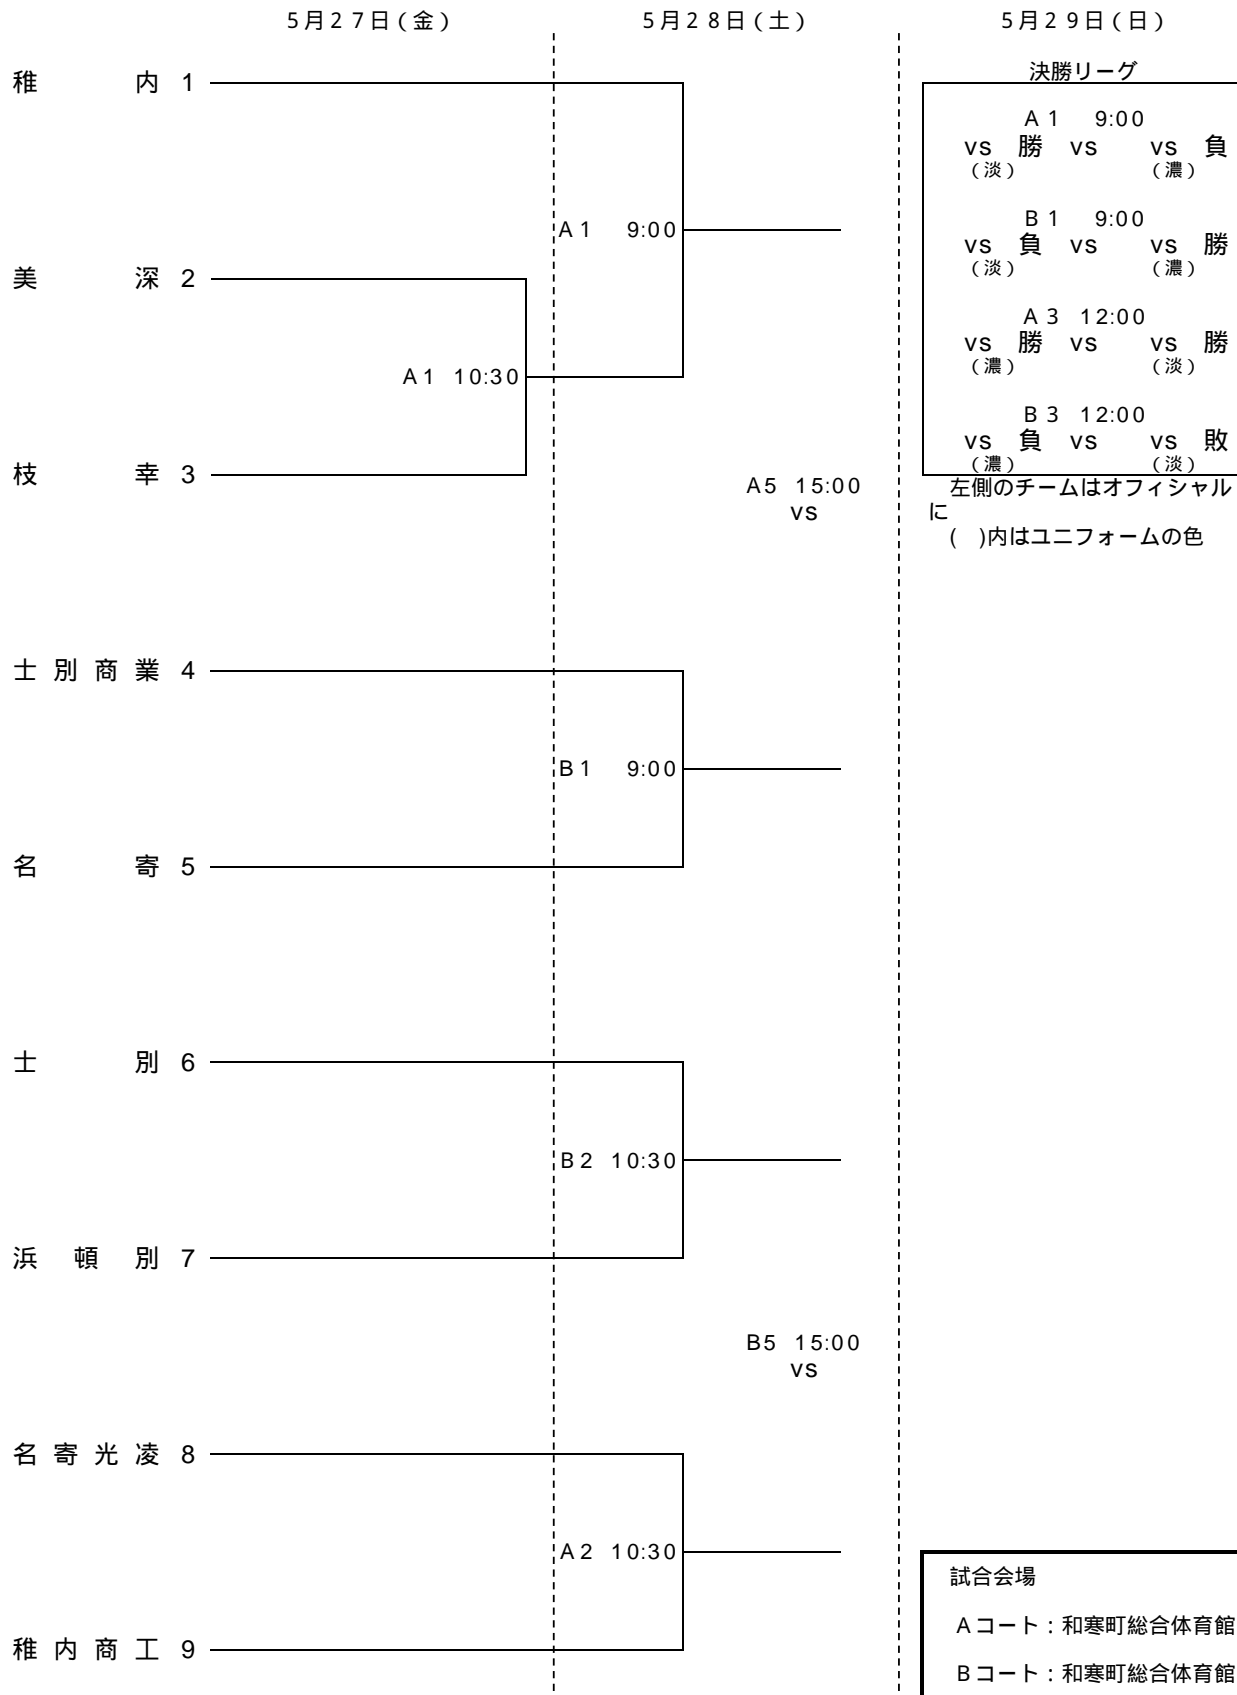 5月27日(金)
5月28日(土)
5月29日(日)
稚内 1
美深 2
A1 10:30
枝幸 3
A1 9:00
A5 15:00
vs
士別商業 4
B1 9:00
名寄 5
士別 6
B2 10:30
浜頓別 7
B5 15:00
vs
名寄光凌 8
A2 10:30
稚内商工 9
決勝リーグ
A1 9:00
vs 勝 vs vs 負
(淡) (濃)
B1 9:00
vs 負 vs vs 勝
(淡) (濃)
A3 12:00
vs 勝 vs vs 勝
(濃) (淡)
B3 12:00
vs 負 vs vs 敗
(濃) (淡)
左側のチームはオフィシャル
に
( )内はユニフォームの色
試合会場
Aコート:和寒町総合体育館
Bコート:和寒町総合体育館